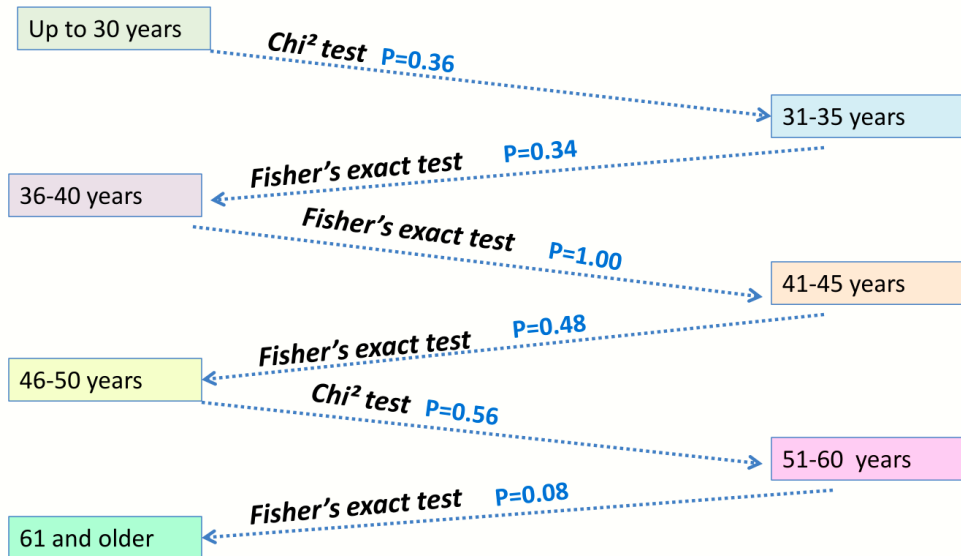 Up to 30 years
Chi² test P=0.36
31-35 years
Fisher’s exact test P=0.34
36-40 years
Fisher’s exact test P=1.00
41-45 years
Fisher’s exact test P=0.48
46-50 years
Chi² test P=0.56
51-60 years
Fisher’s exact test P=0.08
61 and older